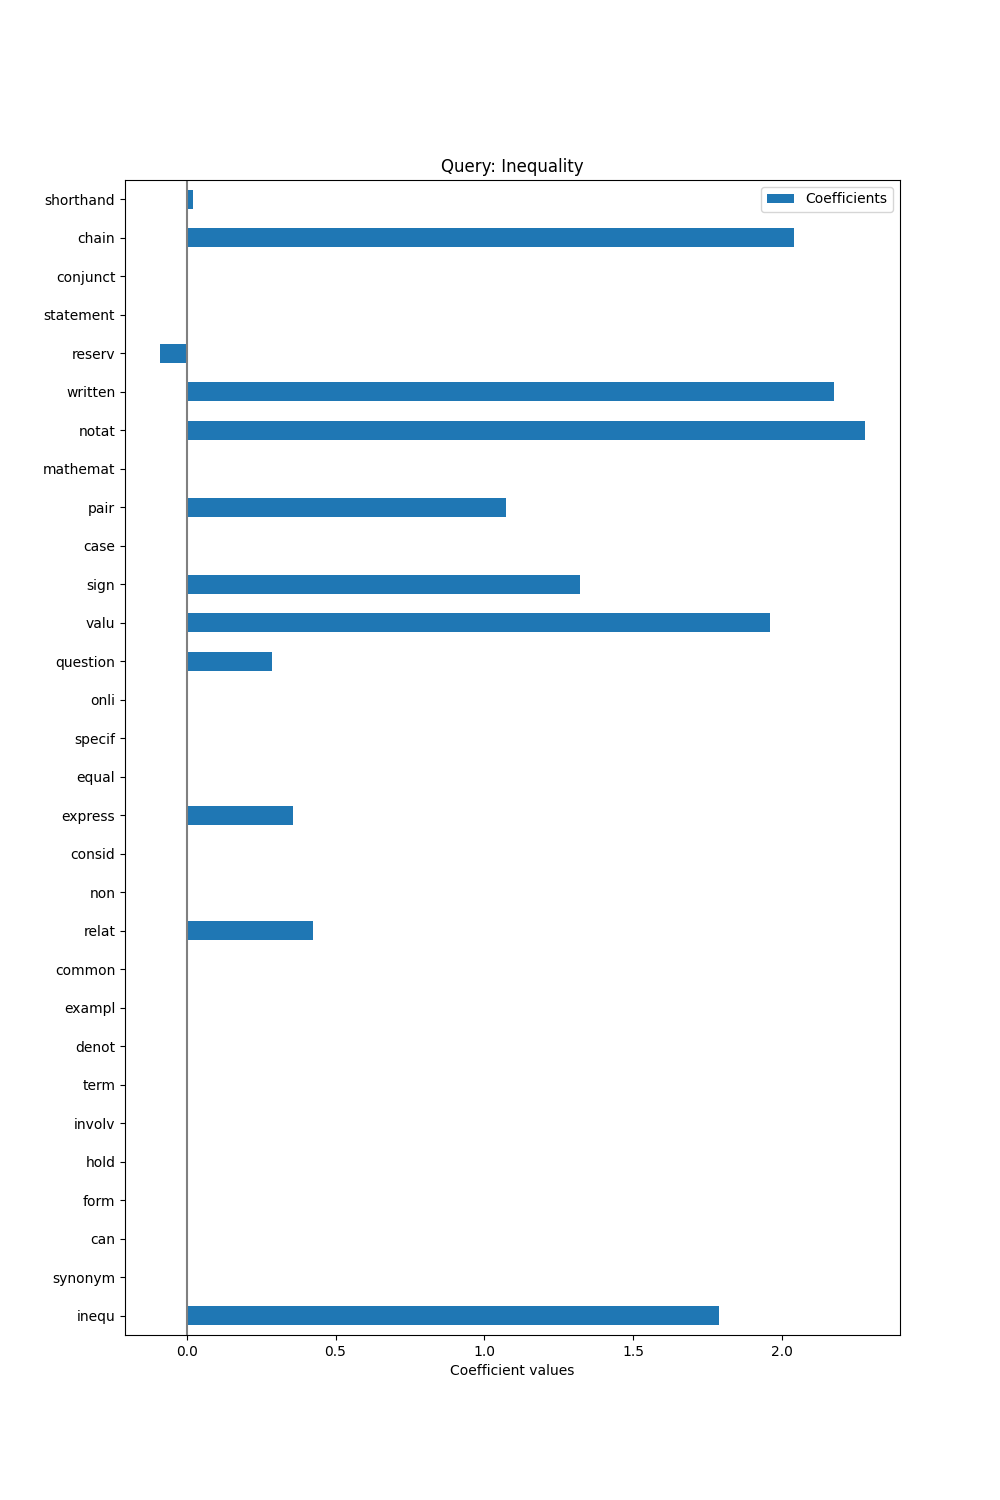 Query: Inequality
Coefficients
shorthand
chain
conjunct
statement
reserv
written
notat
mathemat
pair
case
sign
valu
question
onli
specif
equal
express
consid
non
relat
common
exampl
denot
term
involv
hold
form
can
synonym
inequ
0.0 0.5 1.0 1.5 2.0
Coefficient values